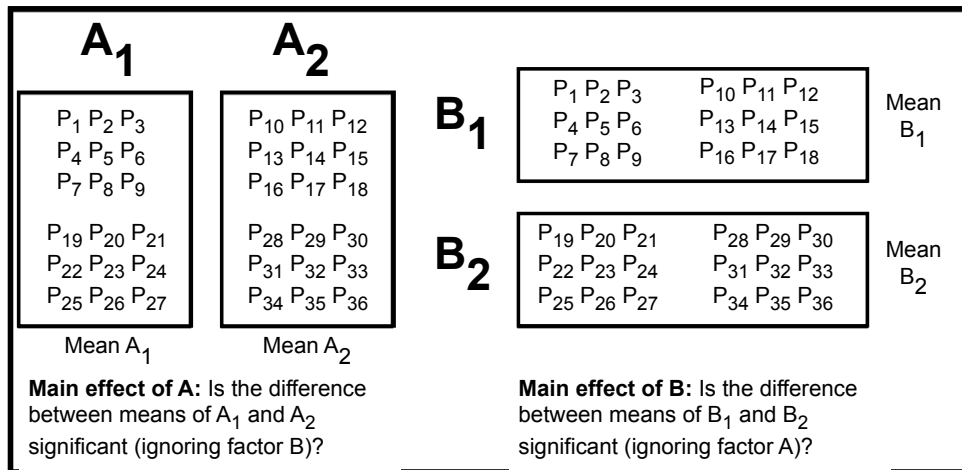 A₁
A₂
P₁ P₂ P₃
P₄ P₅ P₆
P₇ P₈ P₉
P₁₉ P₂₀ P₂₁
P₂₂ P₂₃ P₂₄
P₂₅ P₂₆ P₂₇
Mean A₁
P₁₀ P₁₁ P₁₂
P₁₃ P₁₄ P₁₅
P₁₆ P₁₇ P₁₈
P₂₈ P₂₉ P₃₀
P₃₁ P₃₂ P₃₃
P₃₄ P₃₅ P₃₆
Mean A₂
Main effect of A: Is the difference
between means of A₁ and A₂
significant (ignoring factor B)?
B₁
P₁ P₂ P₃ P₁₀ P₁₁ P₁₂
P₄ P₅ P₆ P₁₃ P₁₄ P₁₅
P₇ P₈ P₉ P₁₆ P₁₇ P₁₈
Mean
B₁
B₂
P₁₉ P₂₀ P₂₁ P₂₈ P₂₉ P₃₀
P₂₂ P₂₃ P₂₄ P₃₁ P₃₂ P₃₃
P₂₅ P₂₆ P₂₇ P₃₄ P₃₅ P₃₆
Mean
B₂
Main effect of B: Is the difference
between means of B₁ and B₂
significant (ignoring factor A)?